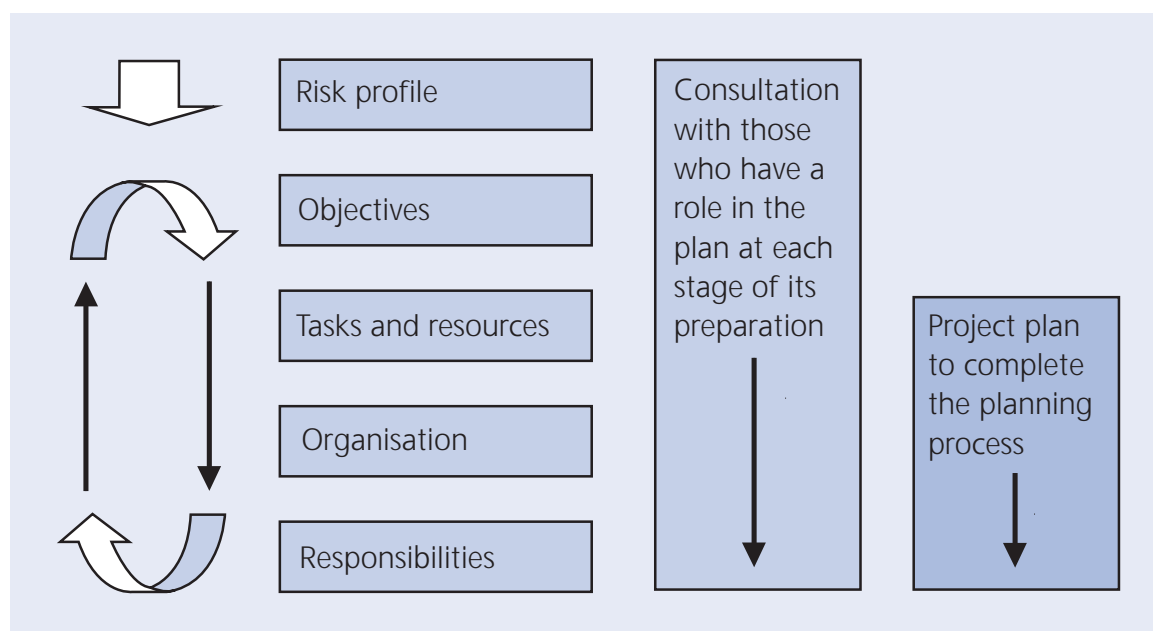 Risk profile
Objectives
Tasks and resources
Organisation
Responsibilities
Consultation
with those
who have a
role in the
plan at each
stage of its
preparation
Project plan
to complete
the planning
process